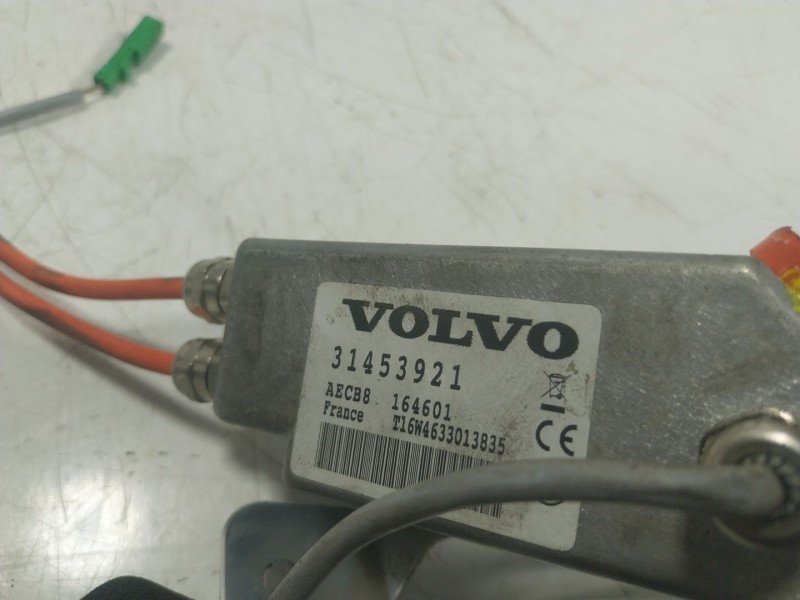 VOLVO
31453921
AECB8 164601
France T16W4633013835
CE